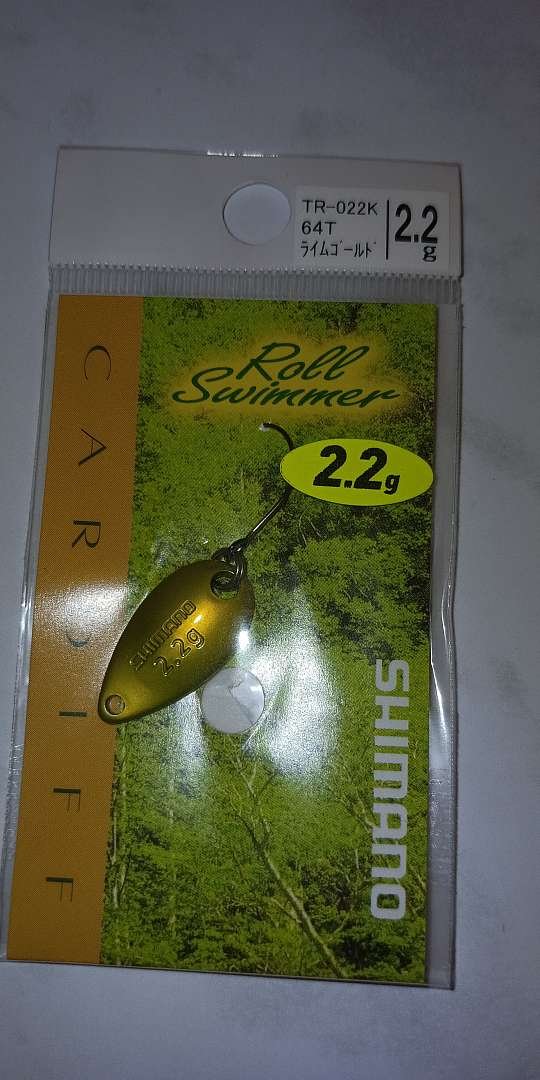 TR-022K
64T
ライムゴールド
2.2
g
Roll
Swimmer
2.2g
CARDIFF
SHIMANO
2.2g
SHIMANO